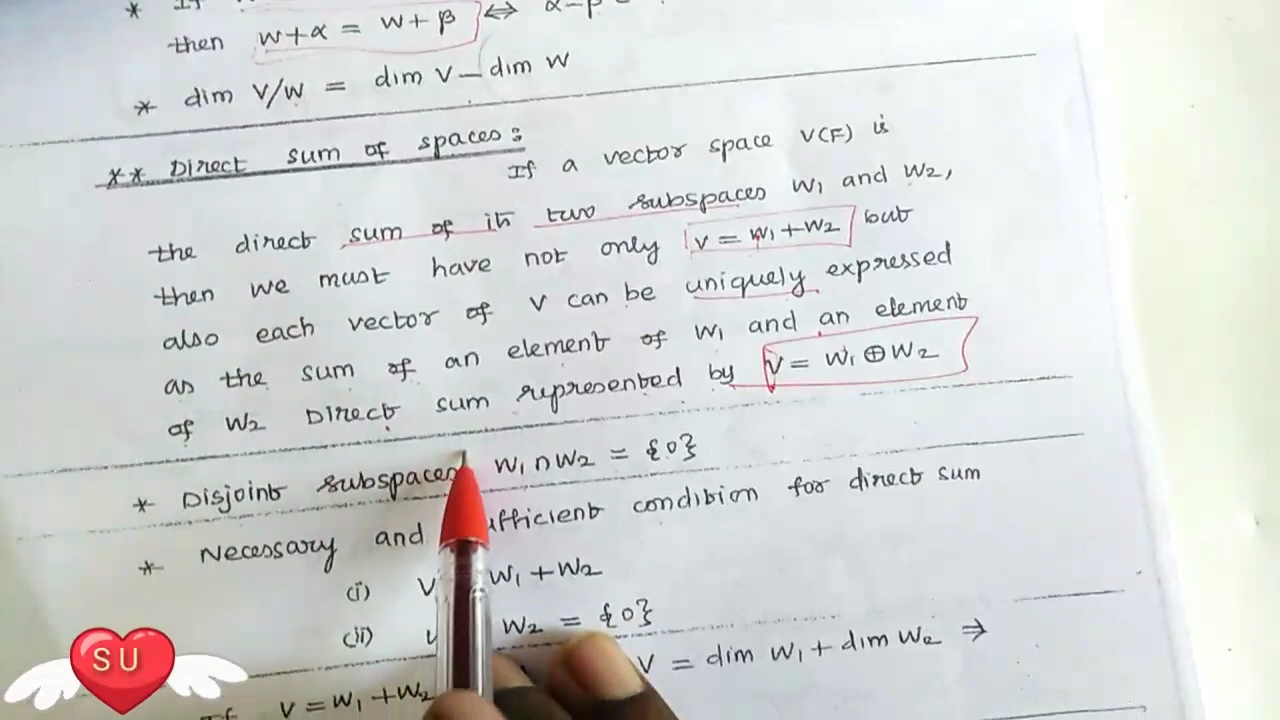 * If
then W+α = W+β ⇔ α-β
* dim V/W = dim V - dim W
** Direct sum of spaces:
If a vector space V(F) is
the direct sum of its two subspaces W1 and W2,
then we must have not only V = W1+W2 but
also each vector of V can be uniquely expressed
as the sum of an element of W1 and an element
of W2 Direct sum represented by V = W1⊕W2
* Disjoint subspaces W1∩W2 = {0}
* Necessary and ufficient condition for direct sum
(i) V W1+W2
(ii) W2 = {0}
If V = W1+W2 V = dim W1 + dim W2 ⇒
SU